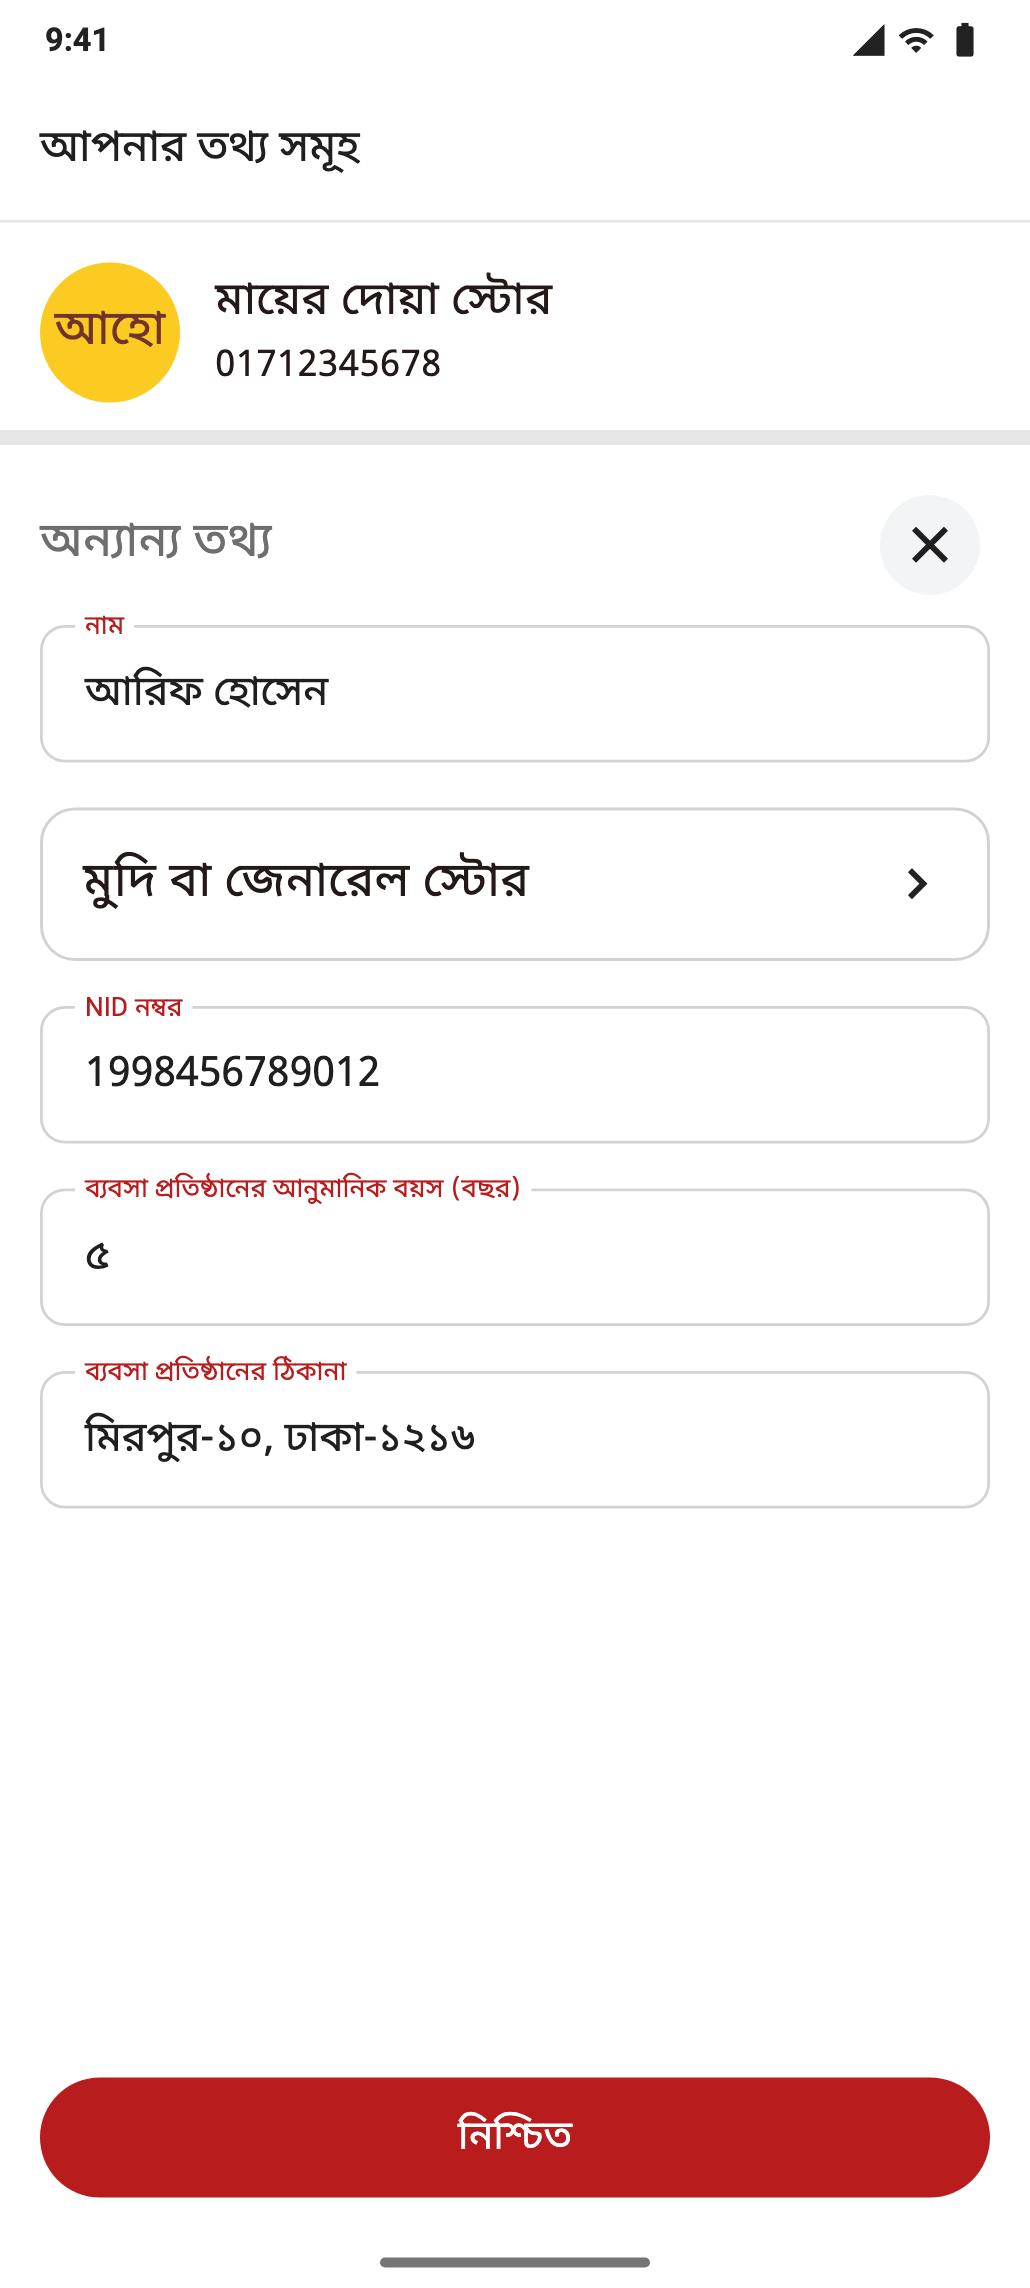 9:41
আপনার তথ্য সমূহ
আহো
মায়ের দোয়া স্টোর
01712345678
অন্যান্য তথ্য
নাম
আরিফ হোসেন
মুদি বা জেনারেল স্টোর
NID নম্বর
1998456789012
ব্যবসা প্রতিষ্ঠানের আনুমানিক বয়স (বছর)
৫
ব্যবসা প্রতিষ্ঠানের ঠিকানা
মিরপুর-১০, ঢাকা-১২১৬
নিশ্চিত